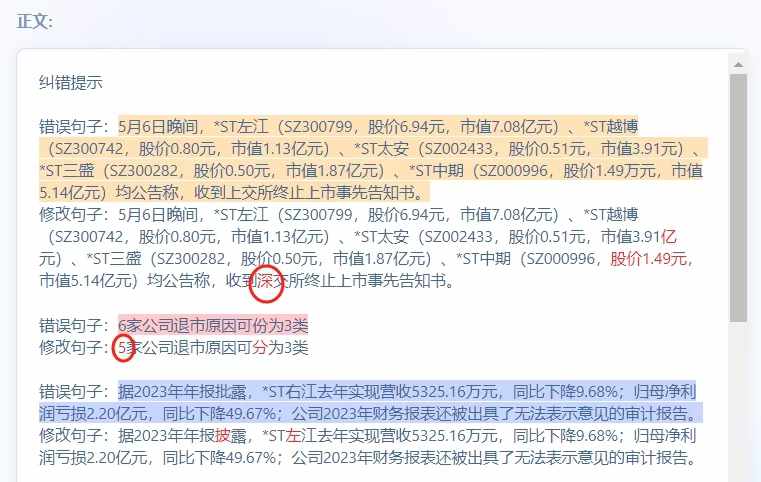 正文:
纠错提示
错误句子：5月6日晚间，*ST左江（SZ300799，股价6.94元，市值7.08亿元）、*ST越博
（SZ300742，股价0.80元，市值1.13亿元）、*ST太安（SZ002433，股价0.51元，市值3.91元）、
*ST三盛（SZ300282，股价0.50元，市值1.87亿元）、*ST中期（SZ000996，股价1.49万元，市值
5.14亿元）均公告称，收到上交所终止上市事先告知书。
修改句子：5月6日晚间，*ST左江（SZ300799，股价6.94元，市值7.08亿元）、*ST越博
（SZ300742，股价0.80元，市值1.13亿元）、*ST太安（SZ002433，股价0.51元，市值3.91亿
元）、*ST三盛（SZ300282，股价0.50元，市值1.87亿元）、*ST中期（SZ000996，股价1.49元，
市值5.14亿元）均公告称，收到深交所终止上市事先告知书。
错误句子：6家公司退市原因可份为3类
修改句子：5家公司退市原因可分为3类
错误句子：据2023年年报批露，*ST右江去年实现营收5325.16万元，同比下降9.68%；归母净利
润亏损2.20亿元，同比下降49.67%；公司2023年财务报表还被出具了无法表示意见的审计报告。
修改句子：据2023年年报披露，*ST左江去年实现营收5325.16万元，同比下降9.68%；归母净利
润亏损2.20亿元，同比下降49.67%；公司2023年财务报表还被出具了无法表示意见的审计报告。